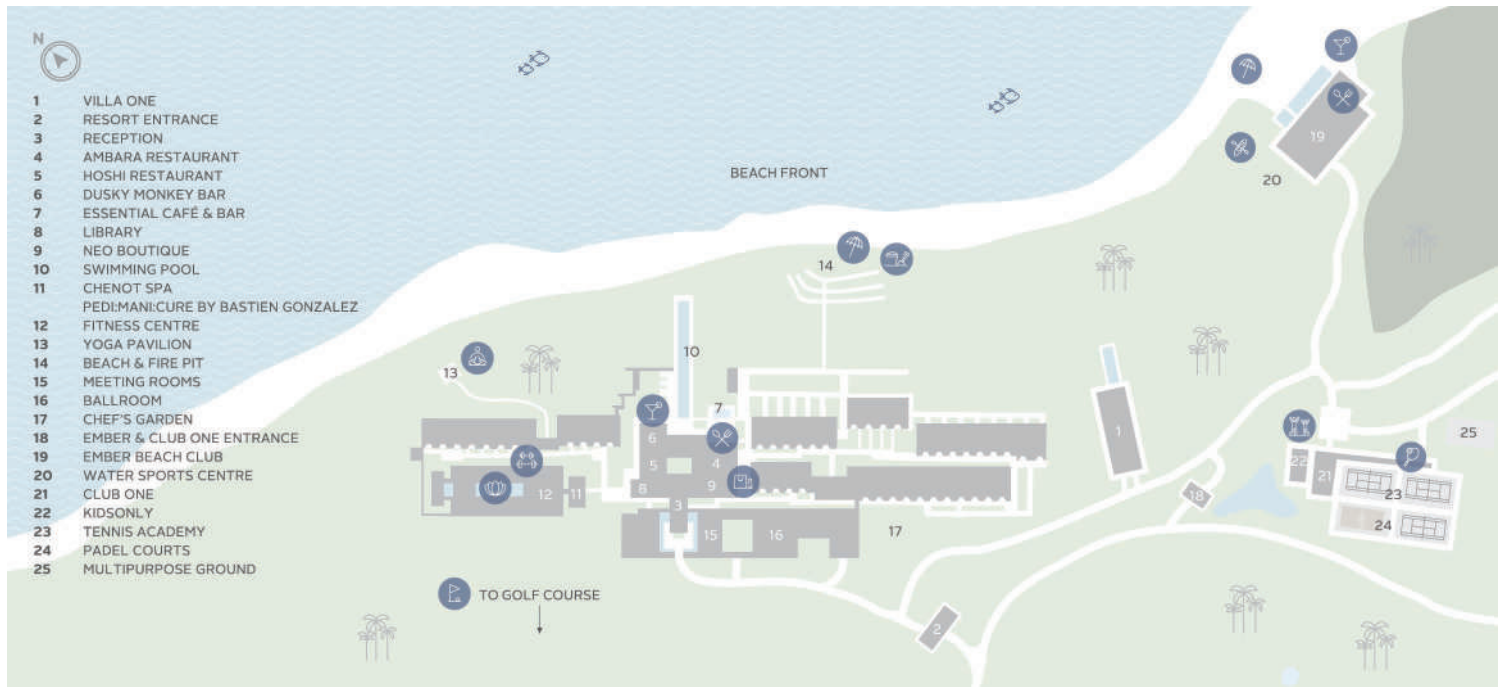 N
1 VILLA ONE
2 RESORT ENTRANCE
3 RECEPTION
4 AMBARA RESTAURANT
5 HOSHI RESTAURANT
6 DUSKY MONKEY BAR
7 ESSENTIAL CAFÉ & BAR
8 LIBRARY
9 NEO BOUTIQUE
10 SWIMMING POOL
11 CHENOT SPA
PEDI:MANI:CURE BY BASTIEN GONZALEZ
12 FITNESS CENTRE
13 YOGA PAVILION
14 BEACH & FIRE PIT
15 MEETING ROOMS
16 BALLROOM
17 CHEF'S GARDEN
18 EMBER & CLUB ONE ENTRANCE
19 EMBER BEACH CLUB
20 WATER SPORTS CENTRE
21 CLUB ONE
22 KIDSONLY
23 TENNIS ACADEMY
24 PADEL COURTS
25 MULTIPURPOSE GROUND
BEACH FRONT
19
20
14
10
13
7
6
5
4
8
9
12
11
3
15
16
17
1
18
22
21
23
24
25
2
TO GOLF COURSE